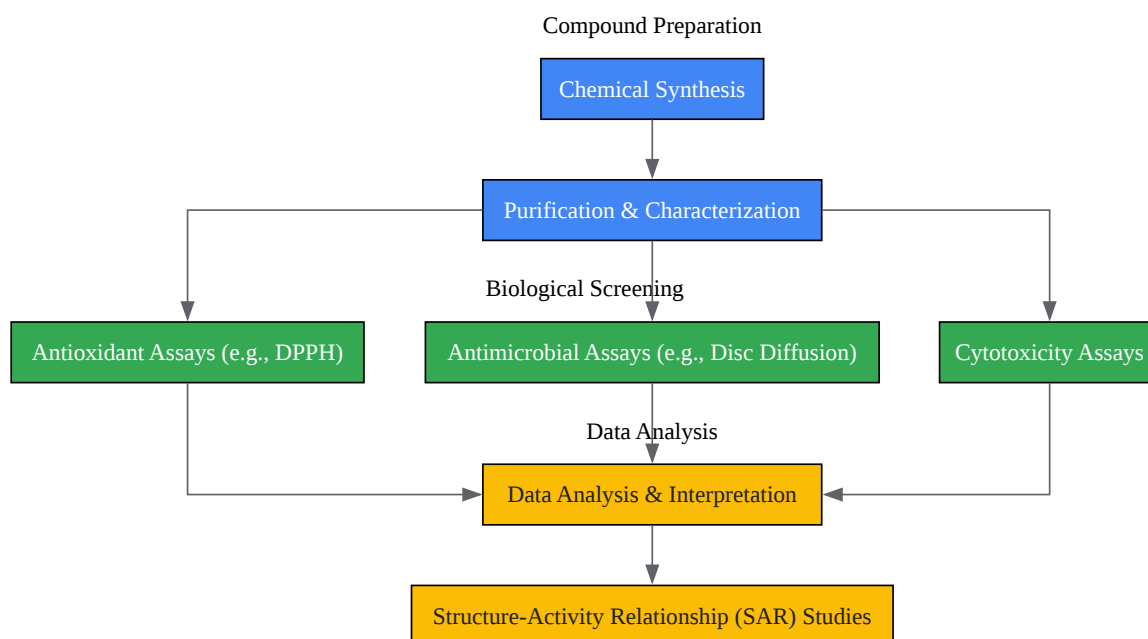 Compound Preparation
Chemical Synthesis
Purification & Characterization
Biological Screening
Antioxidant Assays (e.g., DPPH)
Antimicrobial Assays (e.g., Disc Diffusion)
Cytotoxicity Assays
Data Analysis
Data Analysis & Interpretation
Structure-Activity Relationship (SAR) Studies